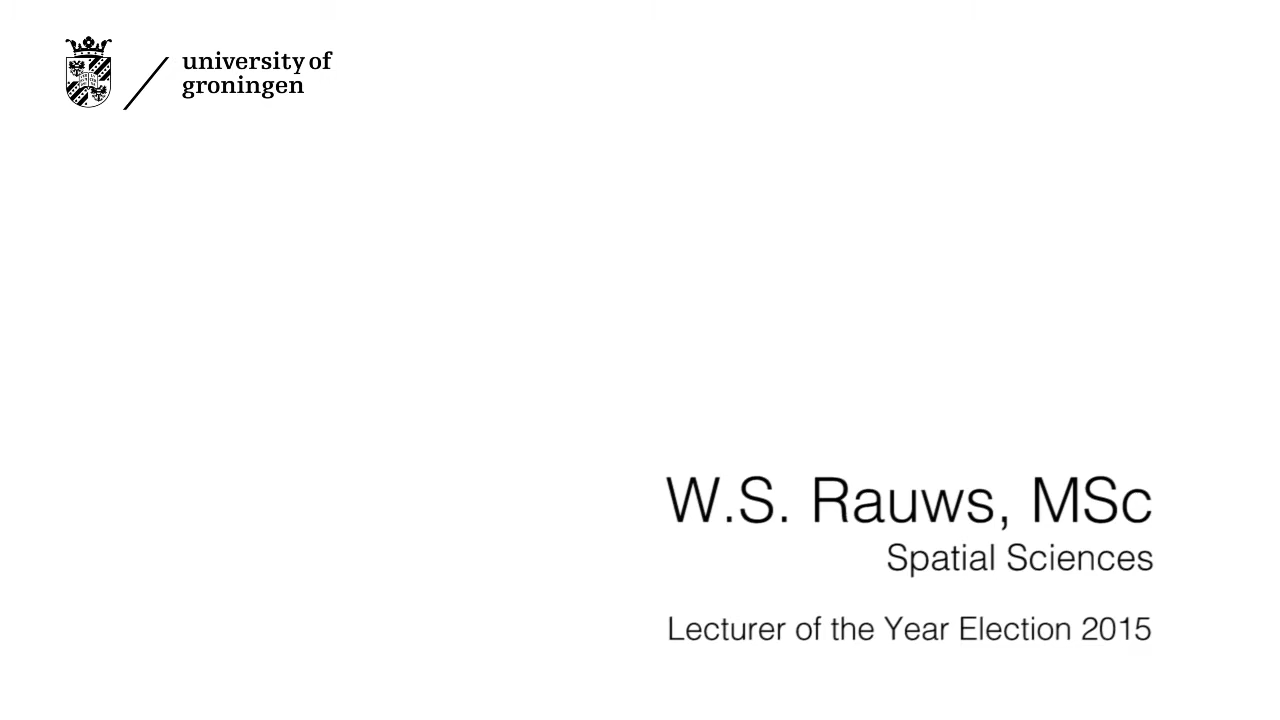 university of
groningen
W.S. Rauws, MSc
Spatial Sciences
Lecturer of the Year Election 2015